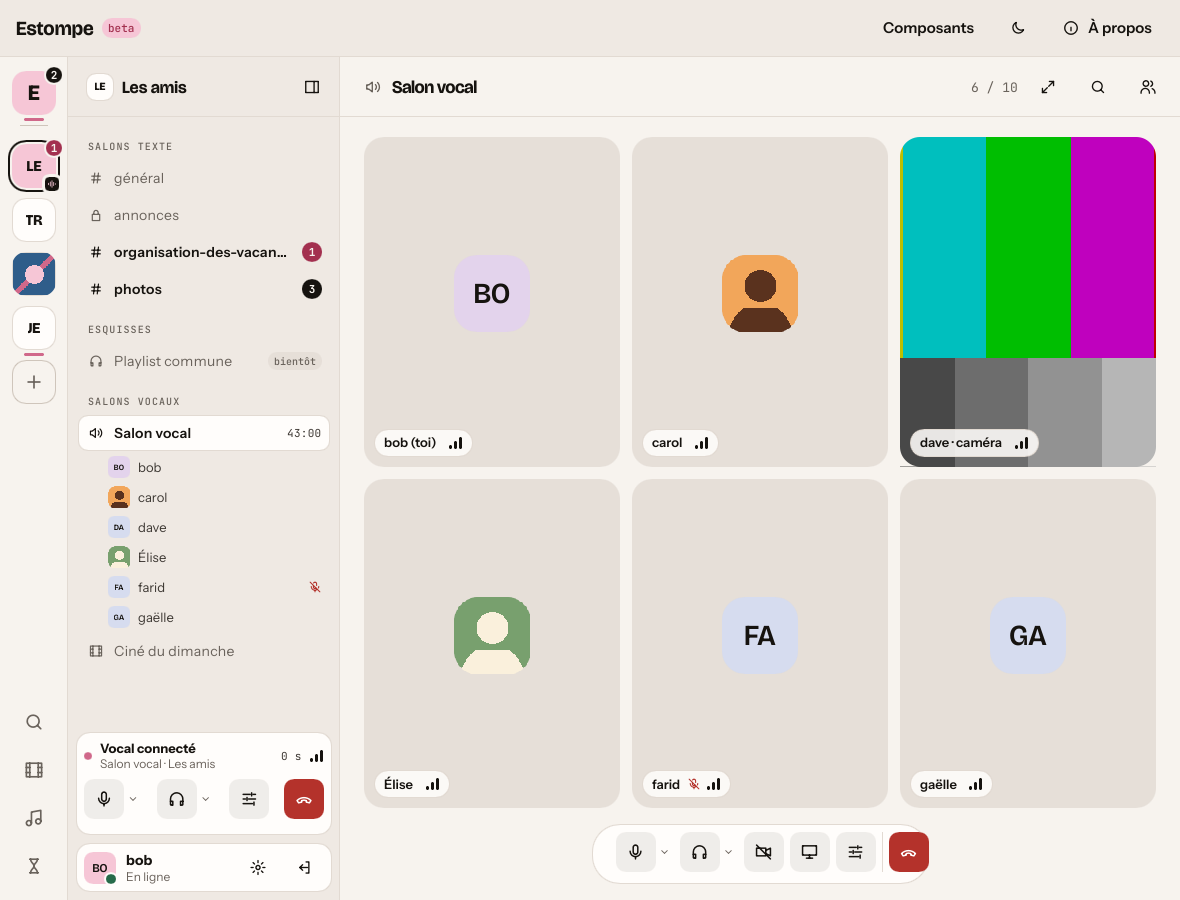 Estompe beta
Composants
À propos
E 2
LE 1
TR
JE
LE Les amis
SALONS TEXTE
# général
annonces
# organisation-des-vacan... 1
# photos 3
ESQUISSES
Playlist commune bientôt
SALONS VOCAUX
Salon vocal 43:00
BO bob
carol
DA dave
Élise
FA farid
GA gaëlle
Ciné du dimanche
Vocal connecté
Salon vocal · Les amis
0 s
BO bob
En ligne
Salon vocal
6 / 10
BO
bob (toi)
carol
dave · caméra
Élise
FA
farid
GA
gaëlle